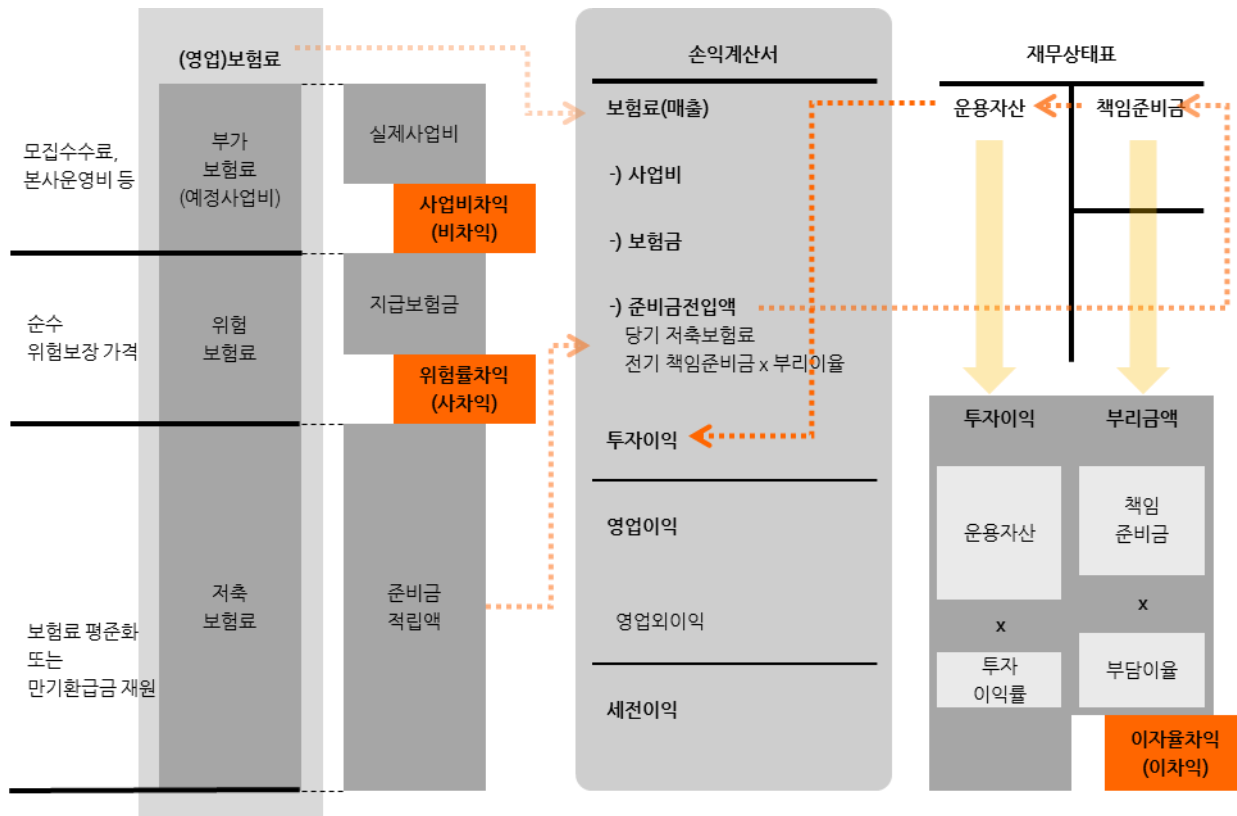 (영업)보험료
모집수수료,
본사운영비 등
부가
보험료
(예정사업비)
실제사업비
사업비차익
(비차익)
순수
위험보장 가격
위험
보험료
지급보험금
위험률차익
(사차익)
보험료 평준화
또는
만기환급금 재원
저축
보험료
준비금
적립액
손익계산서
보험료(매출)
-) 사업비
-) 보험금
-) 준비금전입액
당기 저축보험료
전기 책임준비금 x 부리이율
투자이익
영업이익
영업외이익
세전이익
재무상태표
운용자산
책임준비금
투자이익
운용자산
x
투자
이익률
부리금액
책임
준비금
x
부담이율
이자율차익
(이차익)